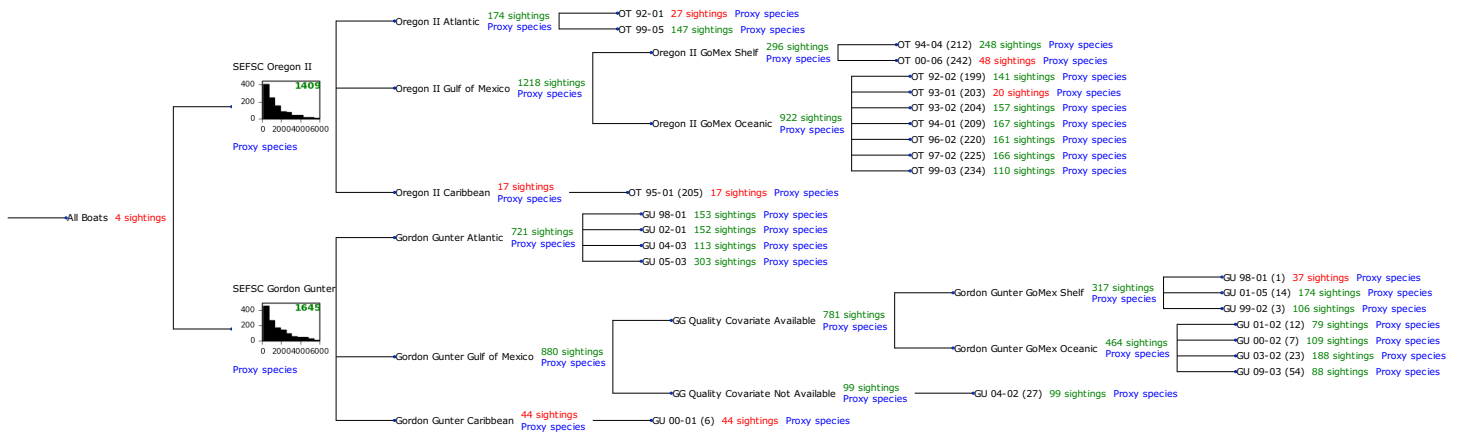 All Boats 4 sightings
SEFSC Oregon II
1409
400
200
0
0 200040006000
Proxy species
Oregon II Atlantic 174 sightings
Proxy species
OT 92-01 27 sightings Proxy species
OT 99-05 147 sightings Proxy species
Oregon II Gulf of Mexico 1218 sightings
Proxy species
Oregon II GoMex Shelf 296 sightings
Proxy species
OT 94-04 (212) 248 sightings Proxy species
OT 00-06 (242) 48 sightings Proxy species
Oregon II GoMex Oceanic 922 sightings
Proxy species
OT 92-02 (199) 141 sightings Proxy species
OT 93-01 (203) 20 sightings Proxy species
OT 93-02 (204) 157 sightings Proxy species
OT 94-01 (209) 167 sightings Proxy species
OT 96-02 (220) 161 sightings Proxy species
OT 97-02 (225) 166 sightings Proxy species
OT 99-03 (234) 110 sightings Proxy species
Oregon II Caribbean 17 sightings
Proxy species
OT 95-01 (205) 17 sightings Proxy species
SEFSC Gordon Gunter
1645
400
200
0
0 200040006000
Proxy species
Gordon Gunter Atlantic 721 sightings
Proxy species
GU 98-01 153 sightings Proxy species
GU 02-01 152 sightings Proxy species
GU 04-03 113 sightings Proxy species
GU 05-03 303 sightings Proxy species
Gordon Gunter Gulf of Mexico 880 sightings
Proxy species
GG Quality Covariate Available 781 sightings
Proxy species
Gordon Gunter GoMex Shelf 317 sightings
Proxy species
GU 98-01 (1) 37 sightings Proxy species
GU 01-05 (14) 174 sightings Proxy species
GU 99-02 (3) 106 sightings Proxy species
Gordon Gunter GoMex Oceanic 464 sightings
Proxy species
GU 01-02 (12) 79 sightings Proxy species
GU 00-02 (7) 109 sightings Proxy species
GU 03-02 (23) 188 sightings Proxy species
GU 09-03 (54) 88 sightings Proxy species
GG Quality Covariate Not Available 99 sightings
Proxy species
GU 04-02 (27) 99 sightings Proxy species
Gordon Gunter Caribbean 44 sightings
Proxy species
GU 00-01 (6) 44 sightings Proxy species